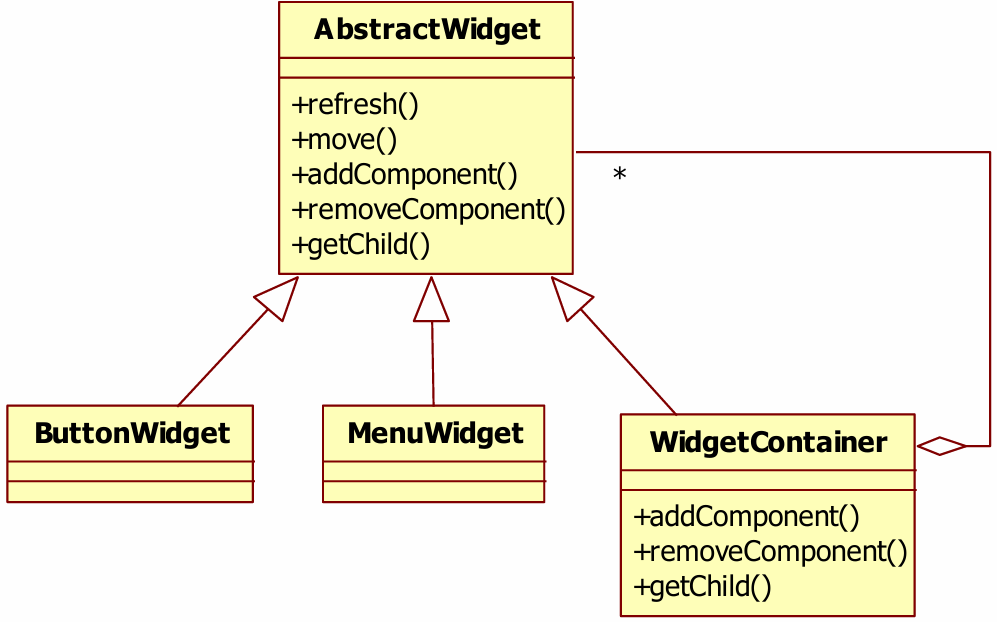 AbstractWidget
+refresh()
+move()
+addComponent()
+removeComponent()
+getChild()
*
ButtonWidget
MenuWidget
WidgetContainer
+addComponent()
+removeComponent()
+getChild()